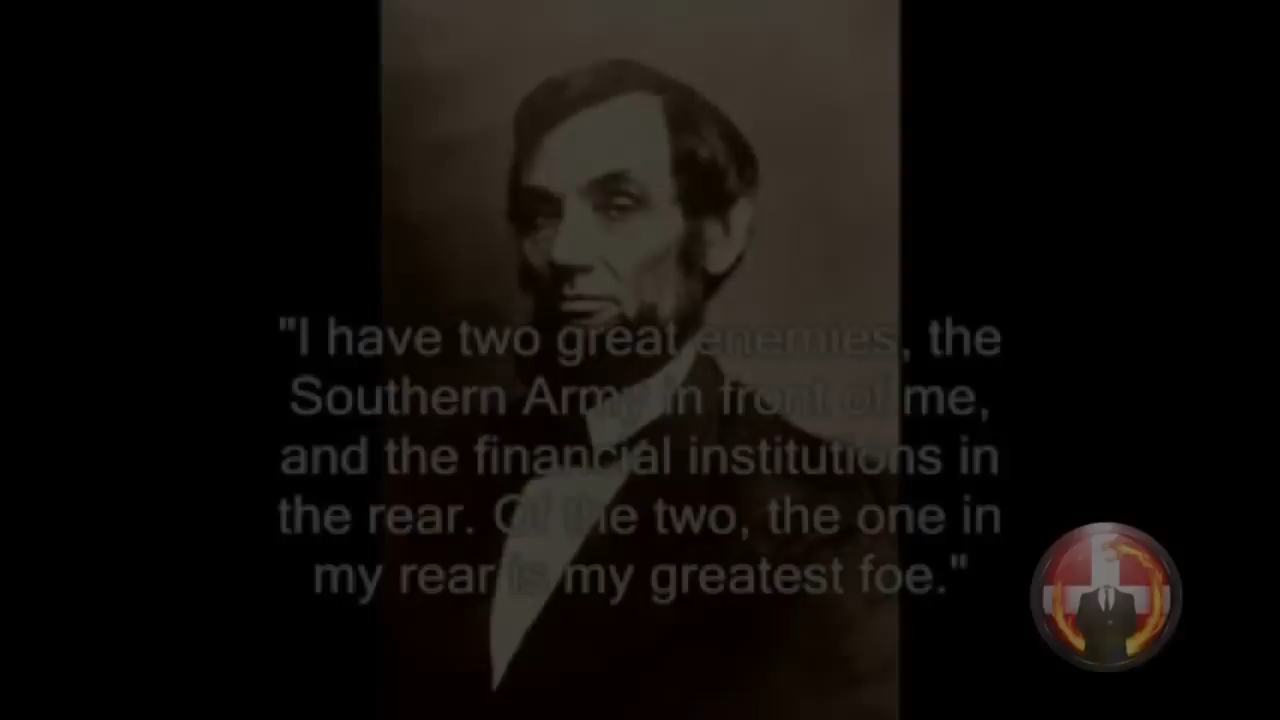 "I have two great enemies, the
Southern Army in front of me,
and the financial institutions in
the rear. Of the two, the one in
my rear is my greatest foe."